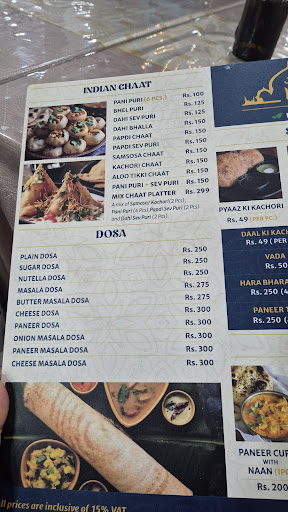 INDIAN CHAAT
PANI PURI (6 PCS.) Rs. 100
BHEL PURI Rs. 125
DAHI SEV PURI Rs. 125
DAHI BHALLA Rs. 150
PAPDI CHAAT Rs. 150
PAPDI SEV PURI Rs. 150
SAMSOSA CHAAT Rs. 150
KACHORI CHAAT Rs. 150
ALOO TIKKI CHAAT Rs. 150
PANI PURI + SEV PURI Rs. 150
MIX CHAAT PLATTER Rs. 299
A mix of Samosa/ Kachori(2 Pcs),
Pani Puri (4 Pcs), Papdi Sev Puri (2 Pcs)
and Dahi Sev Puri (2 Pcs)
DOSA
PLAIN DOSA Rs. 250
SUGAR DOSA Rs. 250
NUTELLA DOSA Rs. 250
MASALA DOSA Rs. 275
BUTTER MASALA DOSA Rs. 275
CHEESE DOSA Rs. 300
PANEER DOSA Rs. 300
ONION MASALA DOSA Rs. 300
PANEER MASALA DOSA Rs. 300
CHEESE MASALA DOSA Rs. 300
ll prices are inclusive of 15% VAT
PYAAZ KI KACHORI
Rs. 49 (PER PC.)
DAAL KI KACH
Rs. 49 (PER
VADA
Rs. 50
HARA BHARA
Rs. 250 (
PANEER T
Rs. 250 (
PANEER CUR
WITH
NAAN (1PC
Rs. 200